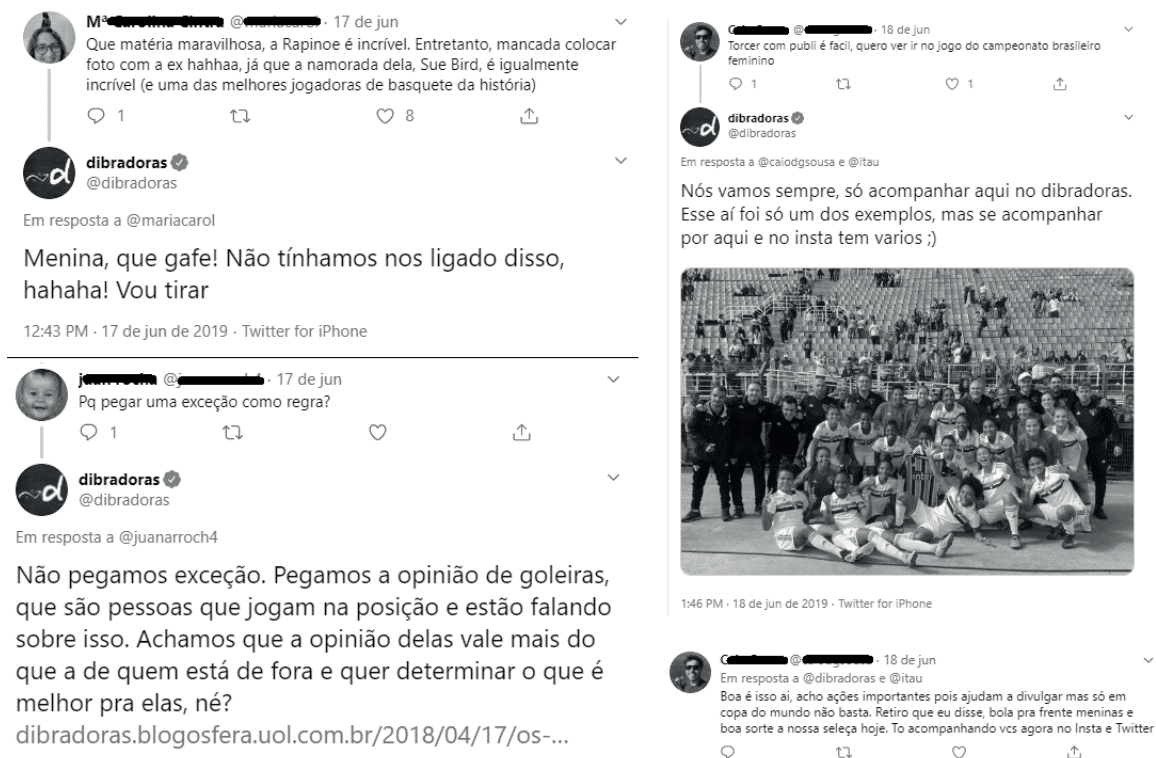 Mª @ · 17 de jun
Que matéria maravilhosa, a Rapinoe é incrível. Entretanto, mancada colocar
foto com a ex hahhaa, já que a namorada dela, Sue Bird, é igualmente
incrível (e uma das melhores jogadoras de basquete da história)
1 8
dibradoras
@dibradoras
Em resposta a @mariacarol
Menina, que gafe! Não tínhamos nos ligado disso,
hahaha! Vou tirar
12:43 PM · 17 de jun de 2019 · Twitter for iPhone
@ · 17 de jun
Pq pegar uma exceção como regra?
1
dibradoras
@dibradoras
Em resposta a @juanarroch4
Não pegamos exceção. Pegamos a opinião de goleiras,
que são pessoas que jogam na posição e estão falando
sobre isso. Achamos que a opinião delas vale mais do
que a de quem está de fora e quer determinar o que é
melhor pra elas, né?
dibradoras.blogosfera.uol.com.br/2018/04/17/os-...
@ · 18 de jun
Torcer com publi é facil, quero ver ir no jogo do campeonato brasileiro
feminino
1 1
dibradoras
@dibradoras
Em resposta a @caiodgsousa e @itau
Nós vamos sempre, só acompanhar aqui no dibradoras.
Esse aí foi só um dos exemplos, mas se acompanhar
por aqui e no insta tem varios ;)
inter
1:46 PM · 18 de jun de 2019 · Twitter for iPhone
@ · 18 de jun
Em resposta a @dibradoras e @itau
Boa é isso ai, acho ações importantes pois ajudam a divulgar mas só em
copa do mundo não basta. Retiro que eu disse, bola pra frente meninas e
boa sorte a nossa seleça hoje. To acompanhando vcs agora no Insta e Twitter